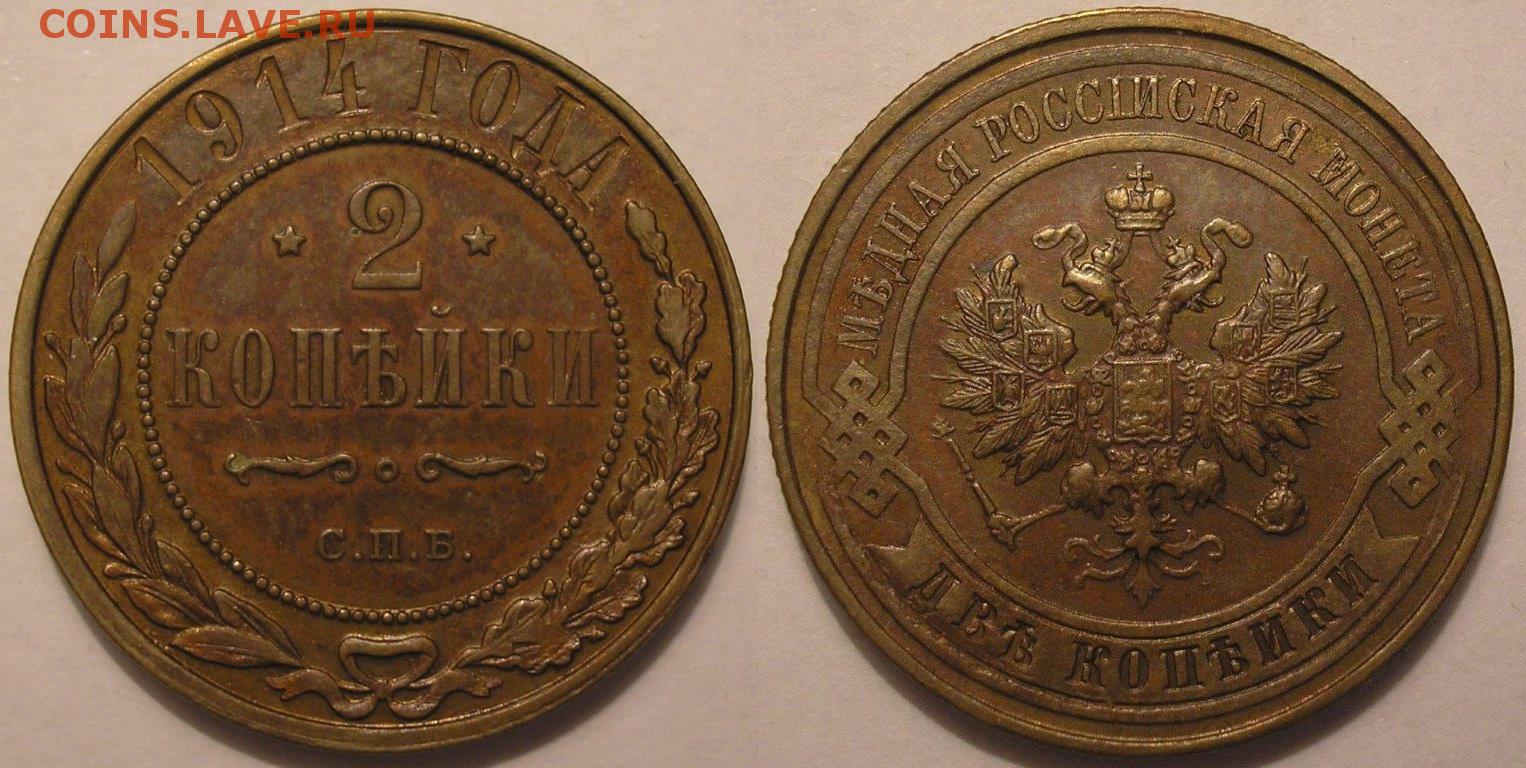 COINS.LAVE.RU
1914 ГОДА
2
КОПѢЙКИ
С.П.Б.
МѢДНАЯ РОССІЙСКАЯ МОНЕТА
ДВѢ КОПѢЙКИ